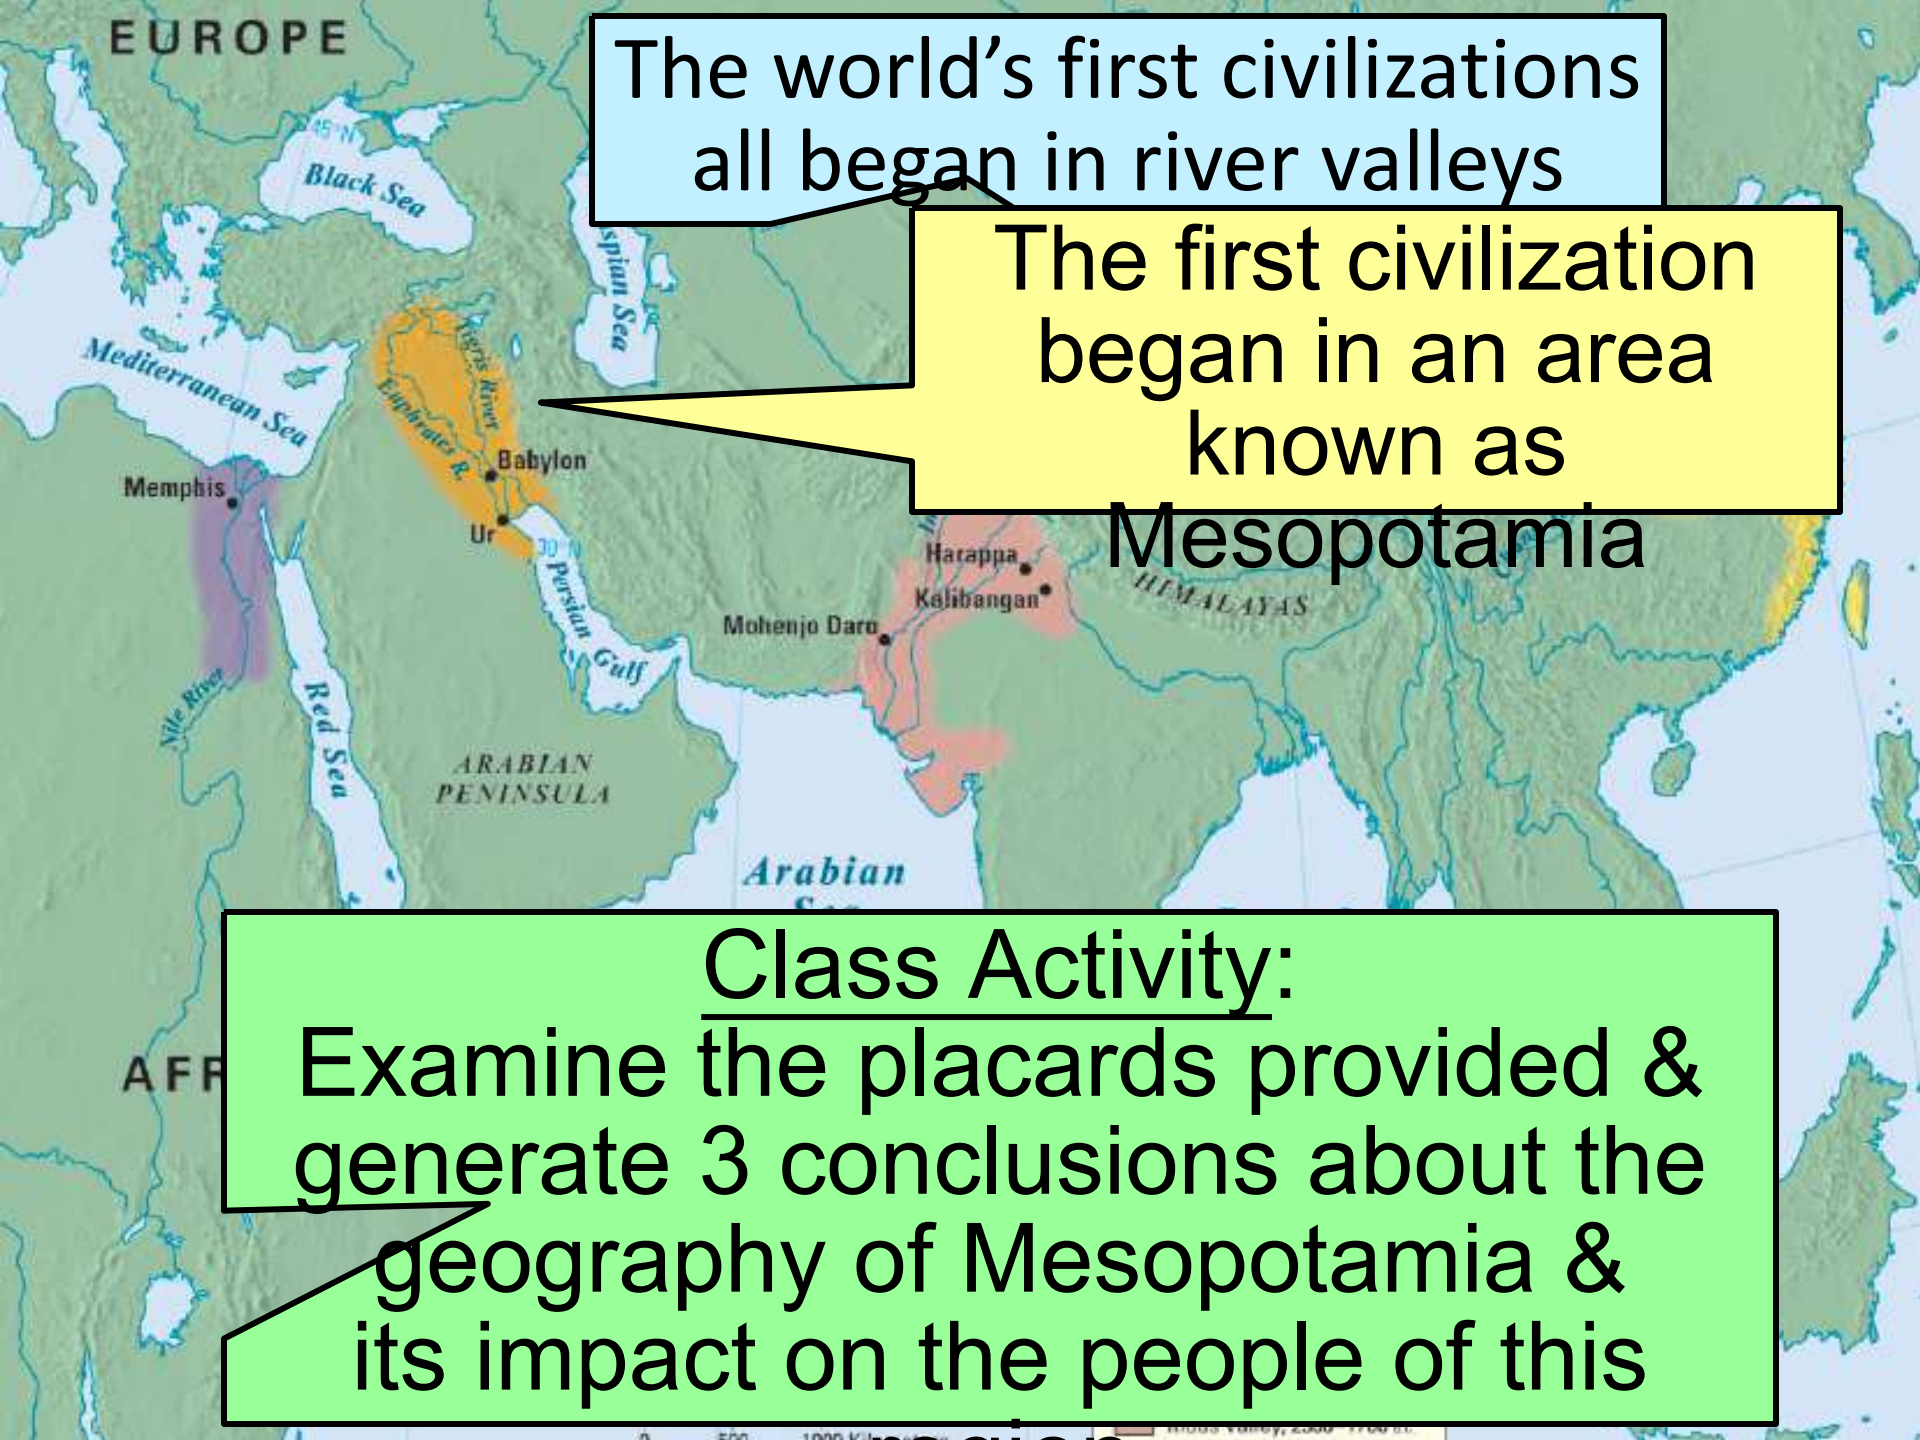 EUROPE
The world’s first civilizations
all began in river valleys
45°N
Black Sea
The first civilization
began in an area
known as
Mesopotamia
Tigris River
Mediterranean Sea
Euphrates R.
Babylon
Memphis
Ur
30°N
Persian Gulf
Harappa
Kalibangan
HIMALAYAS
Mohenjo Daro
Nile River
Red Sea
ARABIAN
PENINSULA
Arabian
Class Activity:
Examine the placards provided &
generate 3 conclusions about the
geography of Mesopotamia &
its impact on the people of this
region